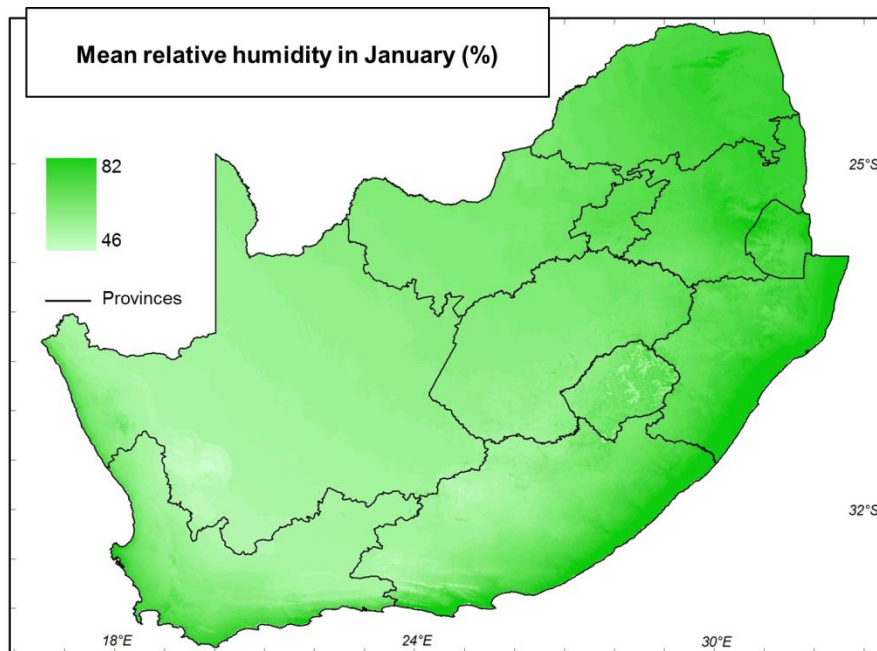 Mean relative humidity in January (%)
82
46
Provinces
25°S
32°S
18°E
24°E
30°E